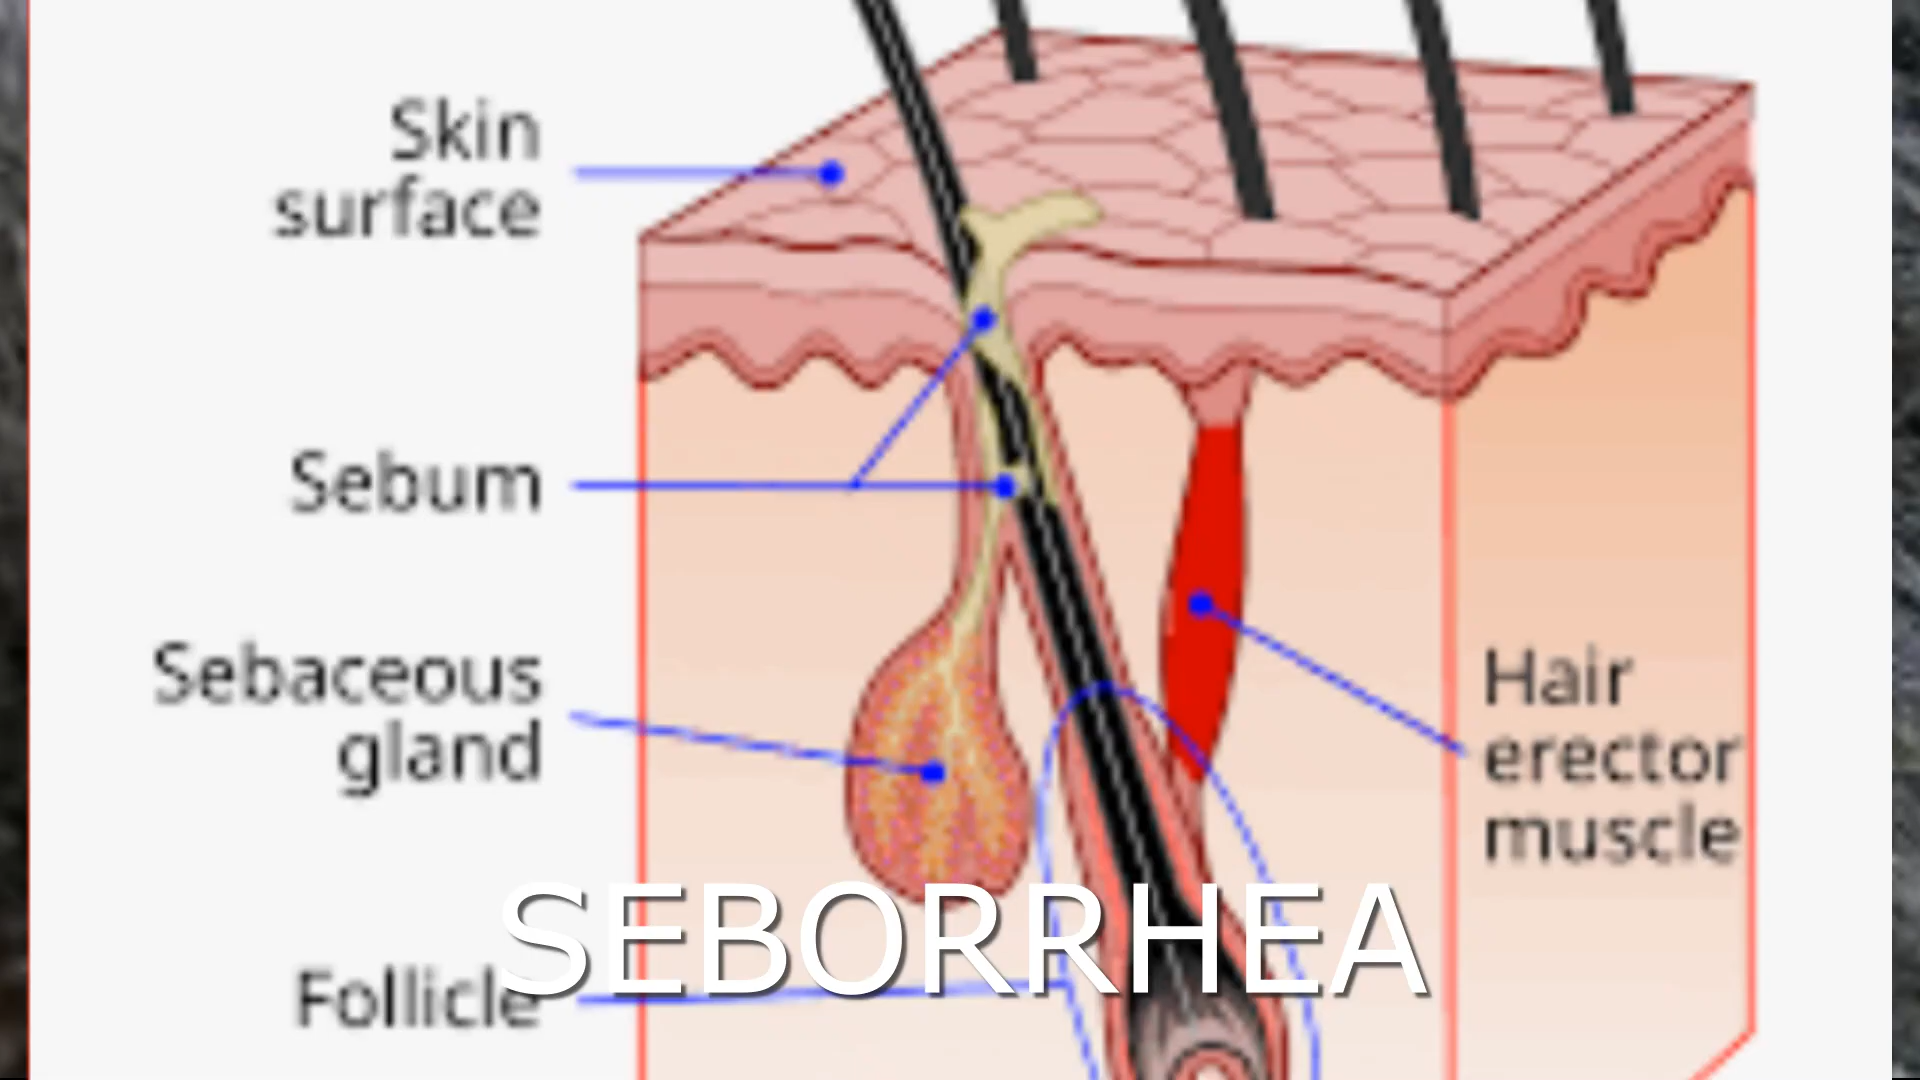 Skin
surface
Sebum
Sebaceous
gland
Hair
erector
muscle
Follicle
SEBORRHEA